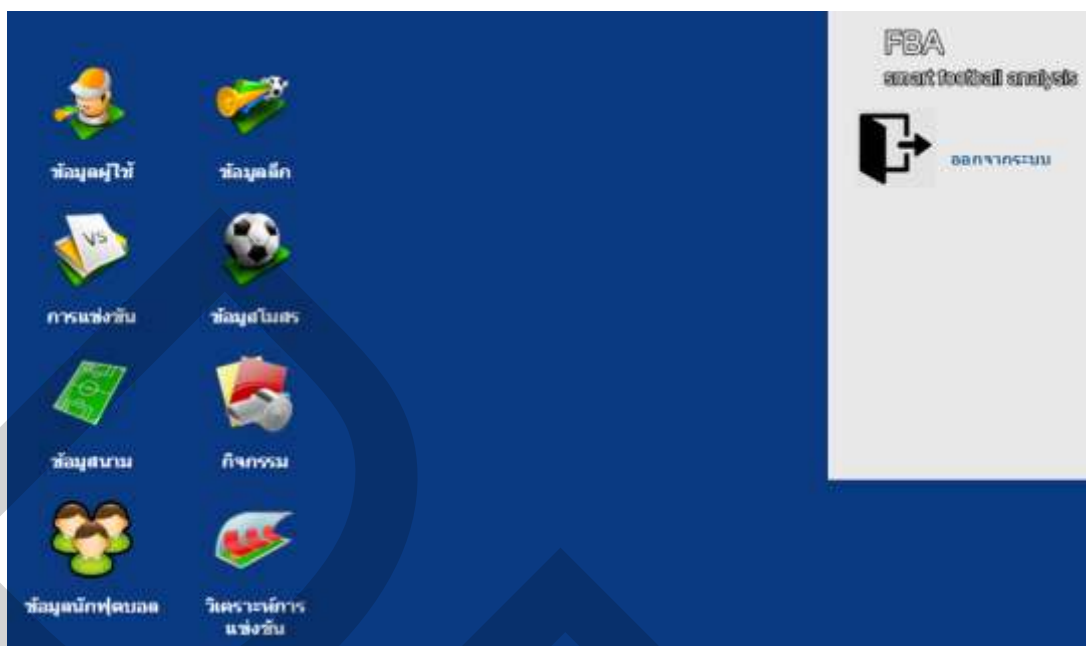 FBA
smart football analysis
ออกจากระบบ
ข้อมูลผู้ใช้
ข้อมูลลีก
VS
การแข่งขัน
ข้อมูลสโมสร
ข้อมูสนาม
กิจกรรม
ข้อมูลนักฟุตบอล
วิเคราะห์การ
แข่งขัน